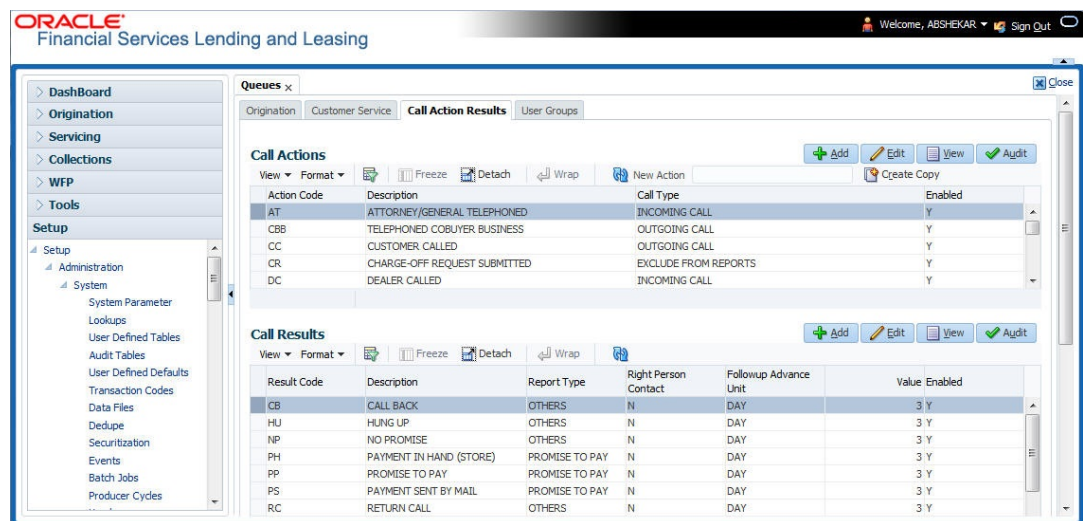 ORACLE
Financial Services Lending and Leasing
Welcome, ABSHEKAR Sign Out
Close
DashBoard
Origination
Servicing
Collections
WFP
Tools
Setup
Setup
Administration
System
System Parameter
Lookups
User Defined Tables
Audit Tables
User Defined Defaults
Transaction Codes
Data Files
Dedupe
Securitization
Events
Batch Jobs
Producer Cycles
Queues
Origination Customer Service Call Action Results User Groups
Call Actions Add Edit View Audit
View Format Freeze Detach Wrap New Action Create Copy
Action Code Description Call Type Enabled
AT ATTORNEY/GENERAL TELEPHONED INCOMING CALL Y
CBB TELEPHONED COBUYER BUSINESS OUTGOING CALL Y
CC CUSTOMER CALLED OUTGOING CALL Y
CR CHARGE-OFF REQUEST SUBMITTED EXCLUDE FROM REPORTS Y
DC DEALER CALLED INCOMING CALL Y
Call Results Add Edit View Audit
View Format Freeze Detach Wrap
Result Code Description Report Type Right Person Contact Followup Advance Unit Value Enabled
CB CALL BACK OTHERS N DAY 3 Y
HU HUNG UP OTHERS N DAY 3 Y
NP NO PROMISE OTHERS N DAY 3 Y
PH PAYMENT IN HAND (STORE) PROMISE TO PAY N DAY 3 Y
PP PROMISE TO PAY PROMISE TO PAY N DAY 3 Y
PS PAYMENT SENT BY MAIL PROMISE TO PAY N DAY 3 Y
RC RETURN CALL OTHERS N DAY 3 Y